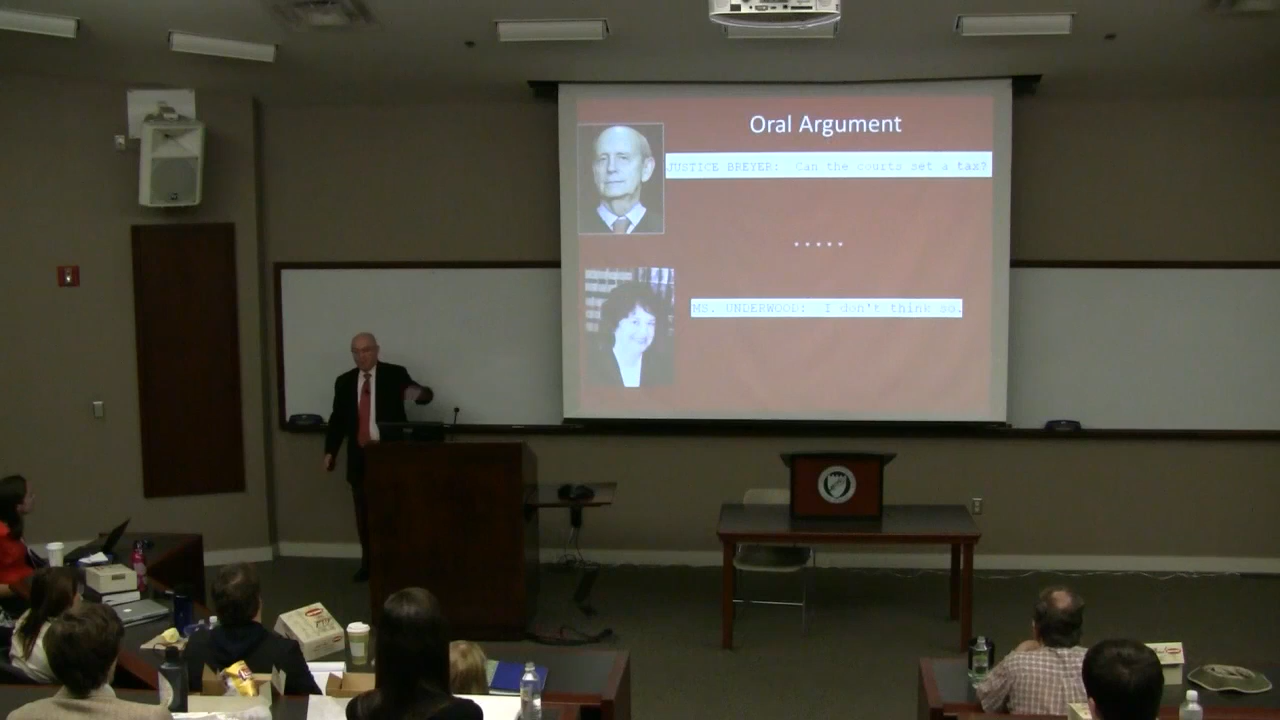 Oral Argument
JUSTICE BREYER: Can the courts set a tax?
.....
MS. UNDERWOOD: I don't think so.